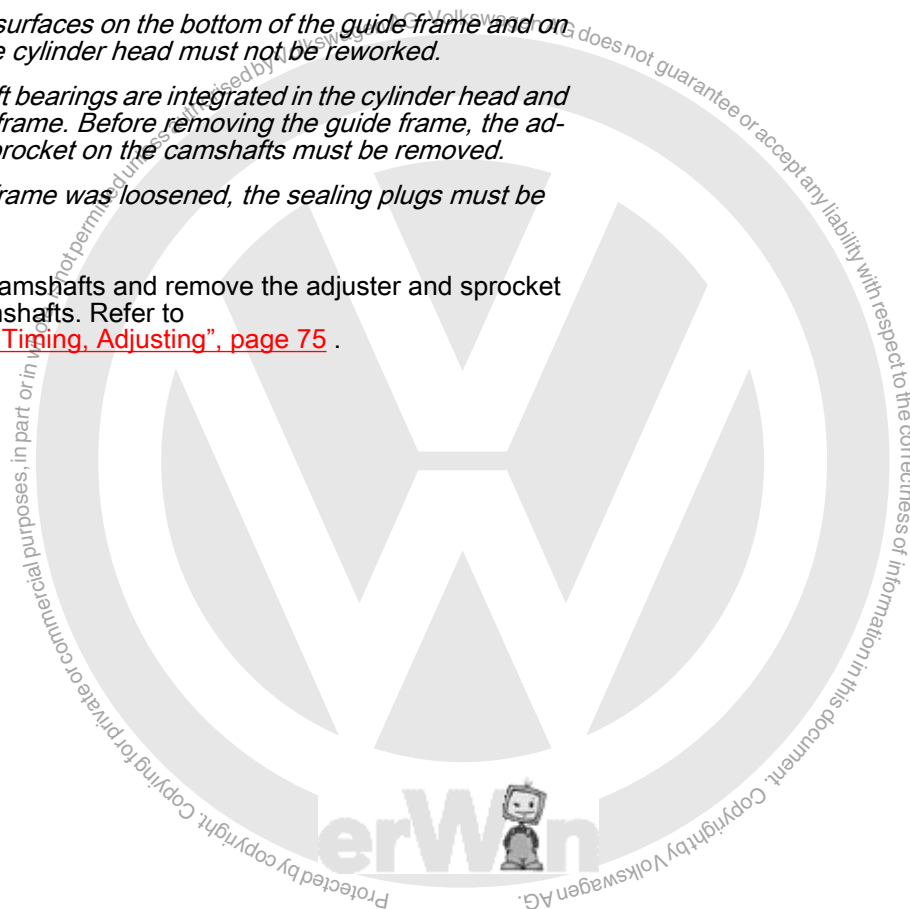 surfaces on the bottom of the guide frame and on
e cylinder head must not be reworked.
ft bearings are integrated in the cylinder head and
frame. Before removing the guide frame, the ad-
procket on the camshafts must be removed.
frame was loosened, the sealing plugs must be
amshafts and remove the adjuster and sprocket
nshafts. Refer to
Timing, Adjusting”, page 75 .
Protected by copyright. Copying for private or commercial purposes, in part or in whole, is not permitted unless authorised by Volkswagen AG. Volkswagen AG does not guarantee or accept any liability with respect to the correctness of information in this document. Copyright by Volkswagen AG.
erWin